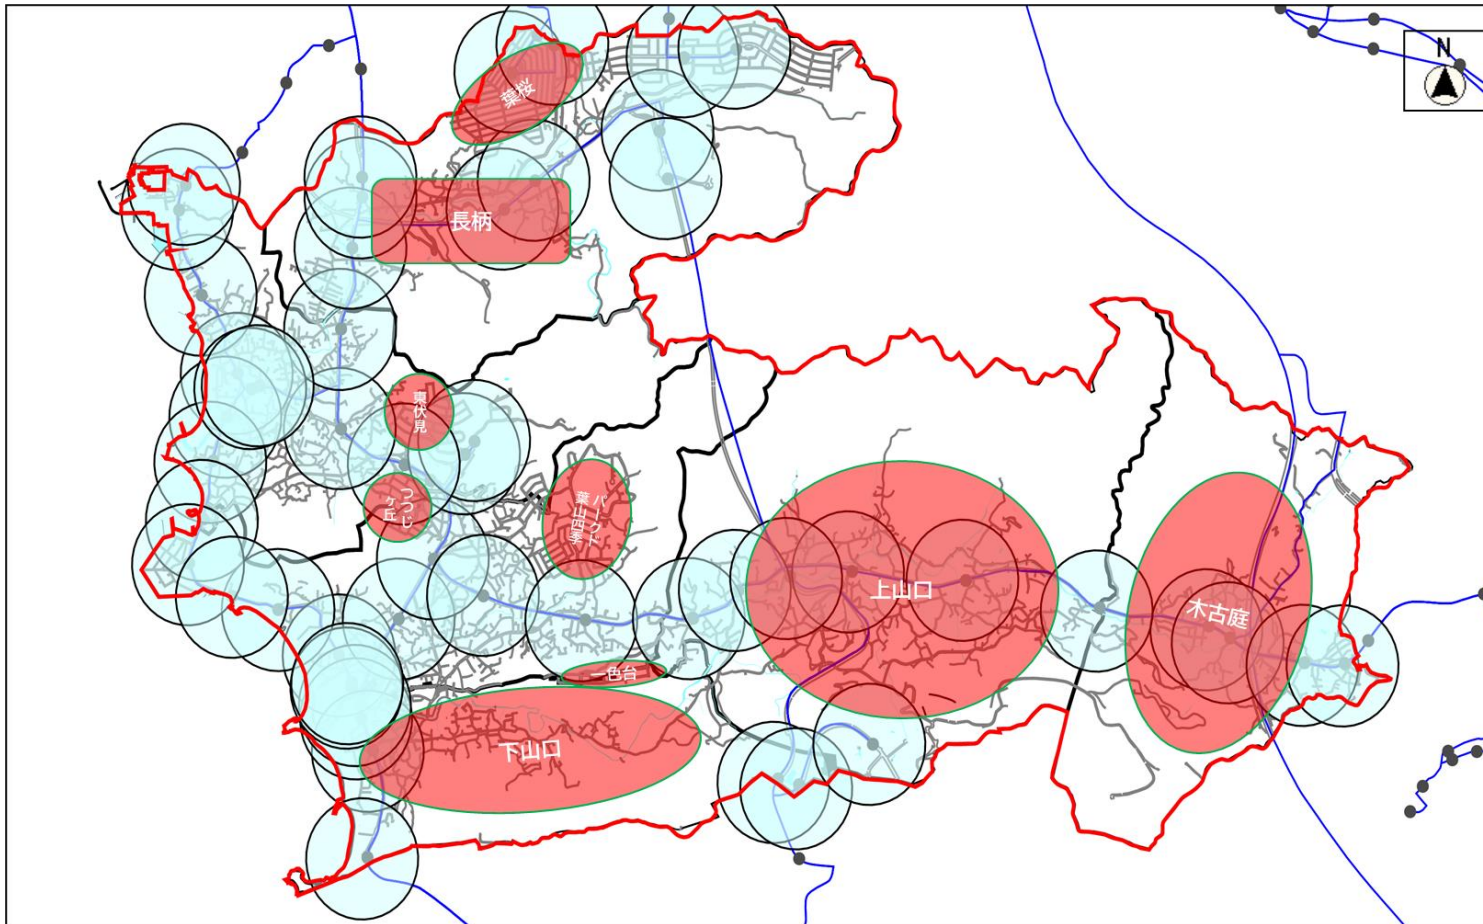 N
葉桜
長柄
東伏見
つつじ
ヶ丘
パークド
葉山四季
上山口
木古庭
一色台
下山口